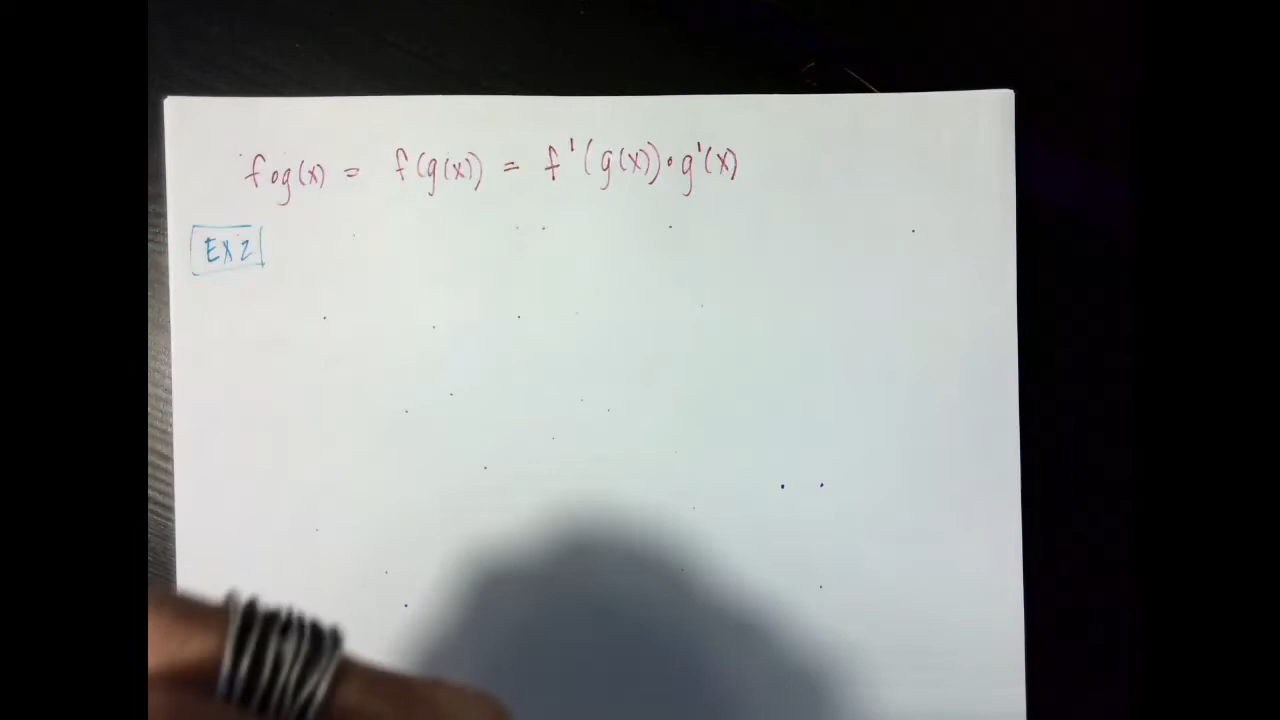 f∘g(x) = f(g(x)) = f'(g(x))·g'(x)
EX 2